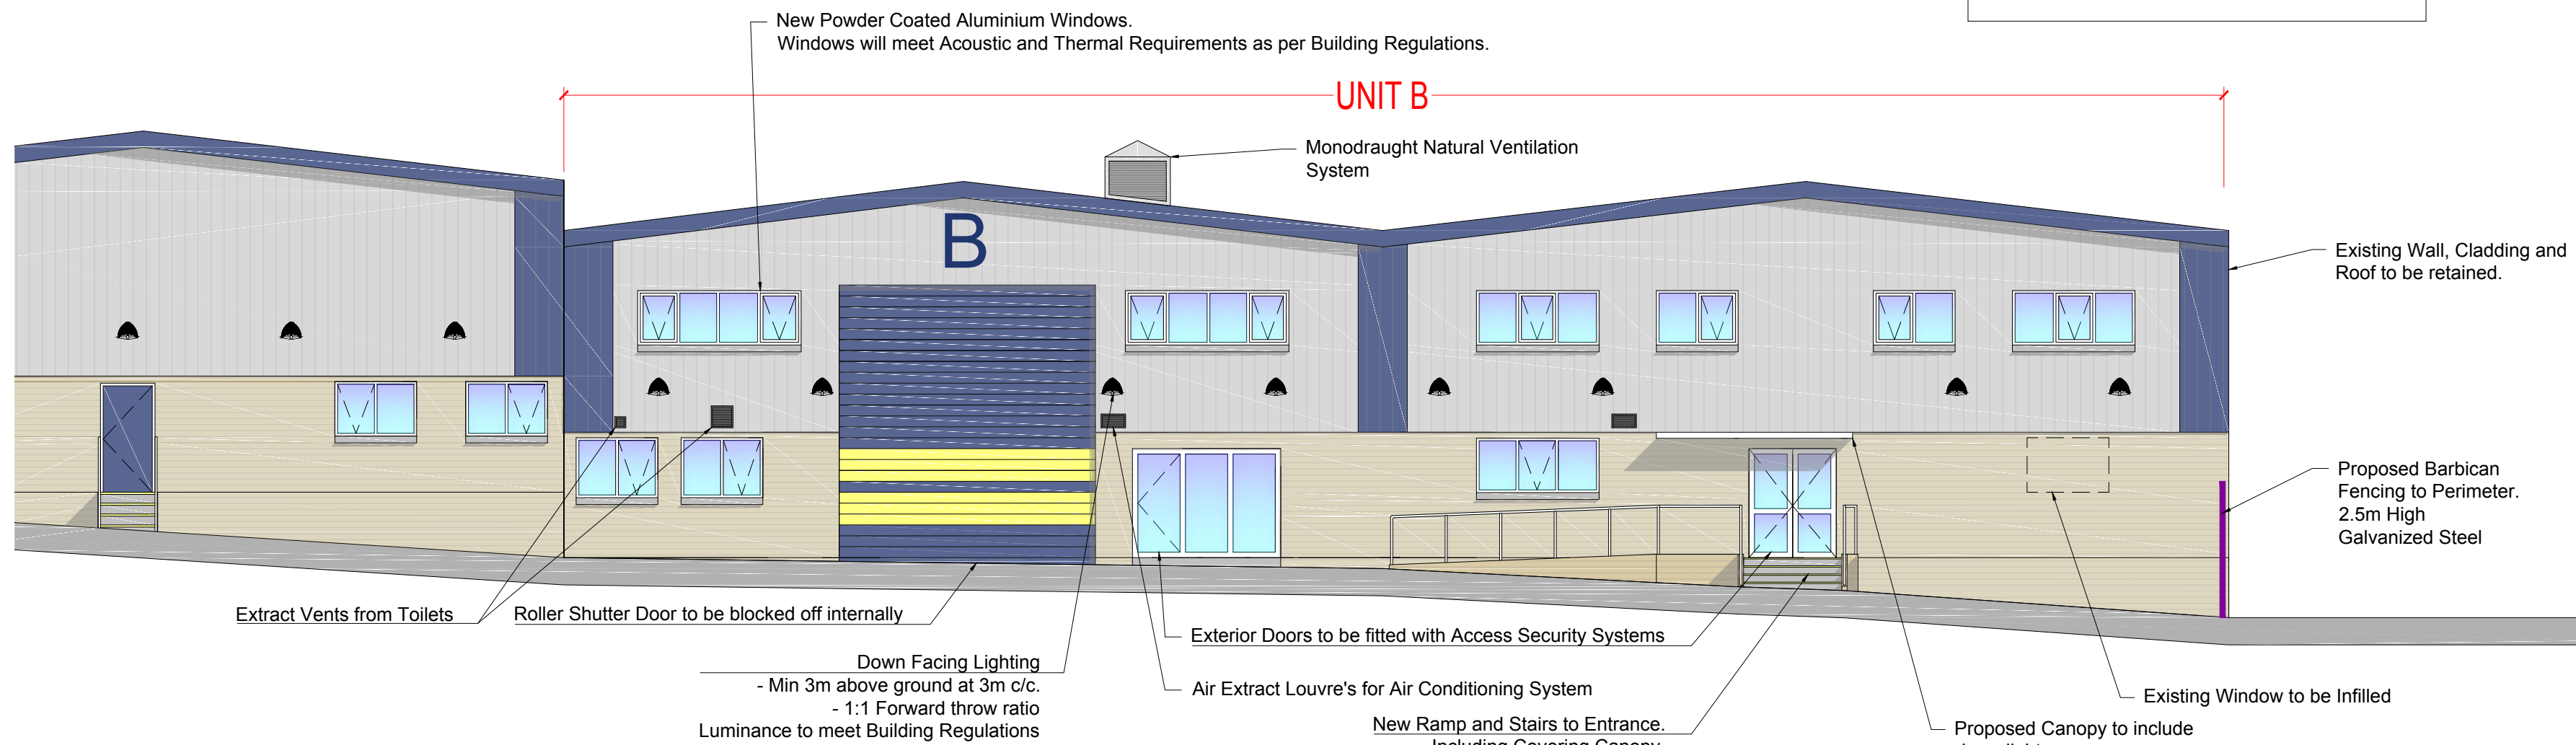 New Powder Coated Aluminium Windows.
Windows will meet Acoustic and Thermal Requirements as per Building Regulations.
UNIT B
Monodraught Natural Ventilation
System
B
Existing Wall, Cladding and
Roof to be retained.
Proposed Barbican
Fencing to Perimeter.
2.5m High
Galvanized Steel
Extract Vents from Toilets
Roller Shutter Door to be blocked off internally
Exterior Doors to be fitted with Access Security Systems
Down Facing Lighting
- Min 3m above ground at 3m c/c.
- 1:1 Forward throw ratio
Luminance to meet Building Regulations
Air Extract Louvre's for Air Conditioning System
Existing Window to be Infilled
New Ramp and Stairs to Entrance.
Including Covering Canopy
Proposed Canopy to include